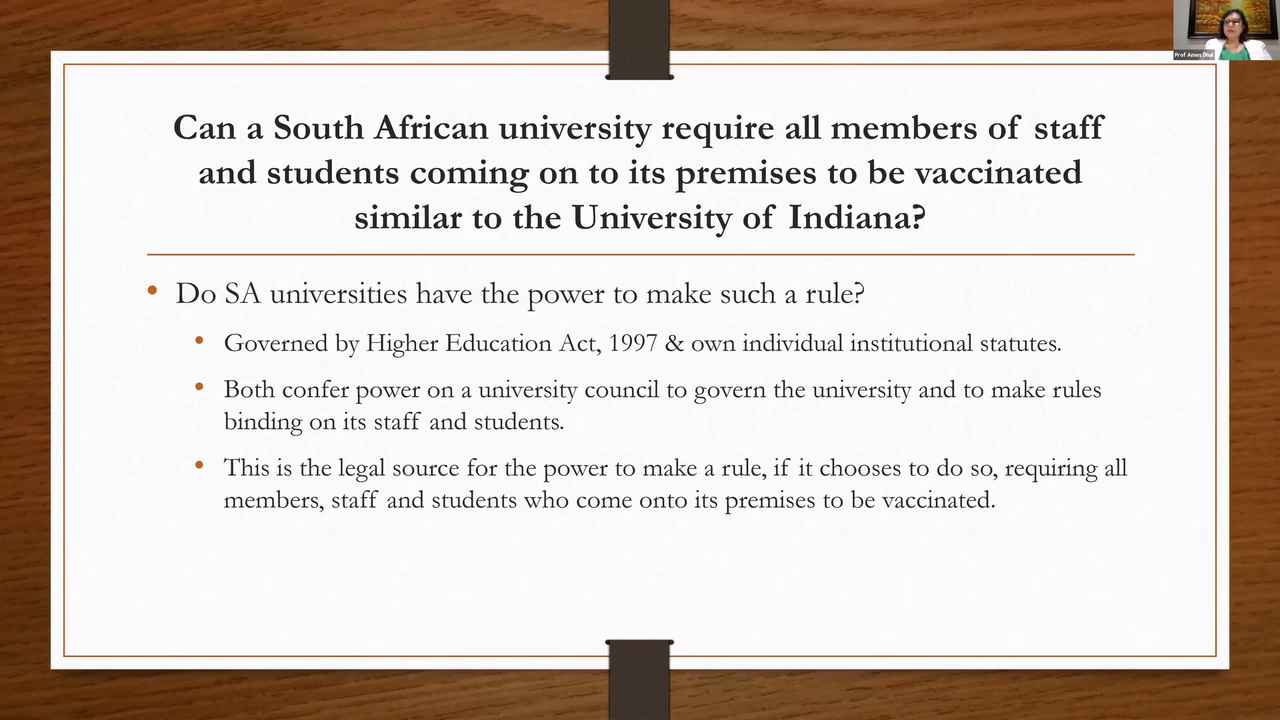 Prof Ames Dhai
Can a South African university require all members of staff
and students coming on to its premises to be vaccinated
similar to the University of Indiana?
• Do SA universities have the power to make such a rule?
• Governed by Higher Education Act, 1997 & own individual institutional statutes.
• Both confer power on a university council to govern the university and to make rules
binding on its staff and students.
• This is the legal source for the power to make a rule, if it chooses to do so, requiring all
members, staff and students who come onto its premises to be vaccinated.